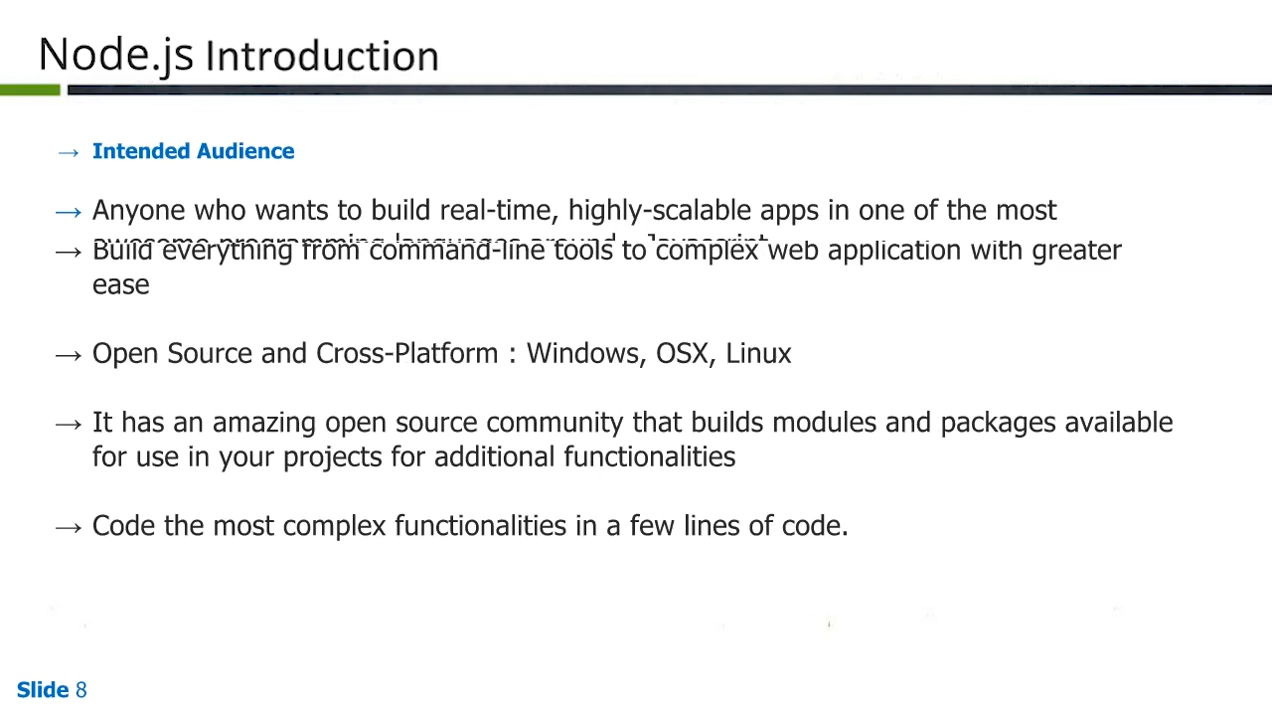 Node.js Introduction
→ Intended Audience
→ Anyone who wants to build real-time, highly-scalable apps in one of the most
→ Build everything from command-line tools to complex web application with greater
ease
→ Open Source and Cross-Platform : Windows, OSX, Linux
→ It has an amazing open source community that builds modules and packages available
for use in your projects for additional functionalities
→ Code the most complex functionalities in a few lines of code.
Slide 8